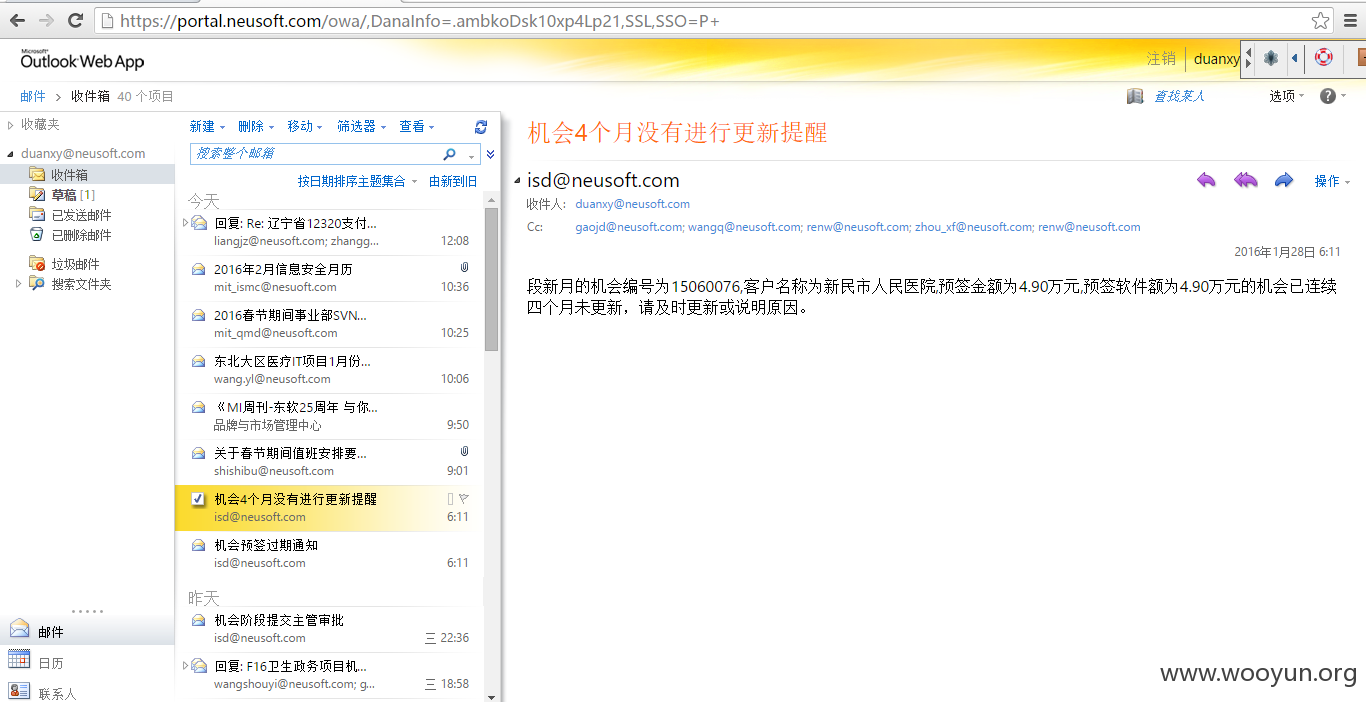 https://portal.neusoft.com/owa/,DanaInfo=.ambkoDsk10xp4Lp21,SSL,SSO=P+
Microsoft®
Outlook Web App
注销 duanxy
邮件 > 收件箱 40 个项目
查找某人 选项
收藏夹
duanxy@neusoft.com
收件箱
草稿 [1]
已发送邮件
已删除邮件
垃圾邮件
搜索文件夹
邮件
日历
联系人
新建 删除 移动 筛选器 查看
搜索整个邮箱
按日期排序主题集合 由新到旧
今天
回复: Re: 辽宁省12320支付...
liangjz@neusoft.com; zhangg... 12:08
2016年2月信息安全月历
mit_ismc@nesuoft.com 10:36
2016春节期间事业部SVN...
mit_qmd@neusoft.com 10:25
东北大区医疗IT项目1月份...
wang.yl@neusoft.com 10:06
《MI周刊-东软25周年 与你...
品牌与市场管理中心 9:50
关于春节期间值班安排要...
shishibu@neusoft.com 9:01
机会4个月没有进行更新提醒
isd@neusoft.com 6:11
机会预签过期通知
isd@neusoft.com 6:11
昨天
机会阶段提交主管审批
isd@neusoft.com 三 22:36
回复: F16卫生政务项目机...
wangshouyi@neusoft.com; g... 三 18:58
机会4个月没有进行更新提醒
isd@neusoft.com
操作
收件人: duanxy@neusoft.com
Cc: gaojd@neusoft.com; wangq@neusoft.com; renw@neusoft.com; zhou_xf@neusoft.com; renw@neusoft.com
2016年1月28日 6:11
段新月的机会编号为15060076,客户名称为新民市人民医院,预签金额为4.90万元,预签软件额为4.90万元的机会已连续
四个月未更新，请及时更新或说明原因。
www.wooyun.org